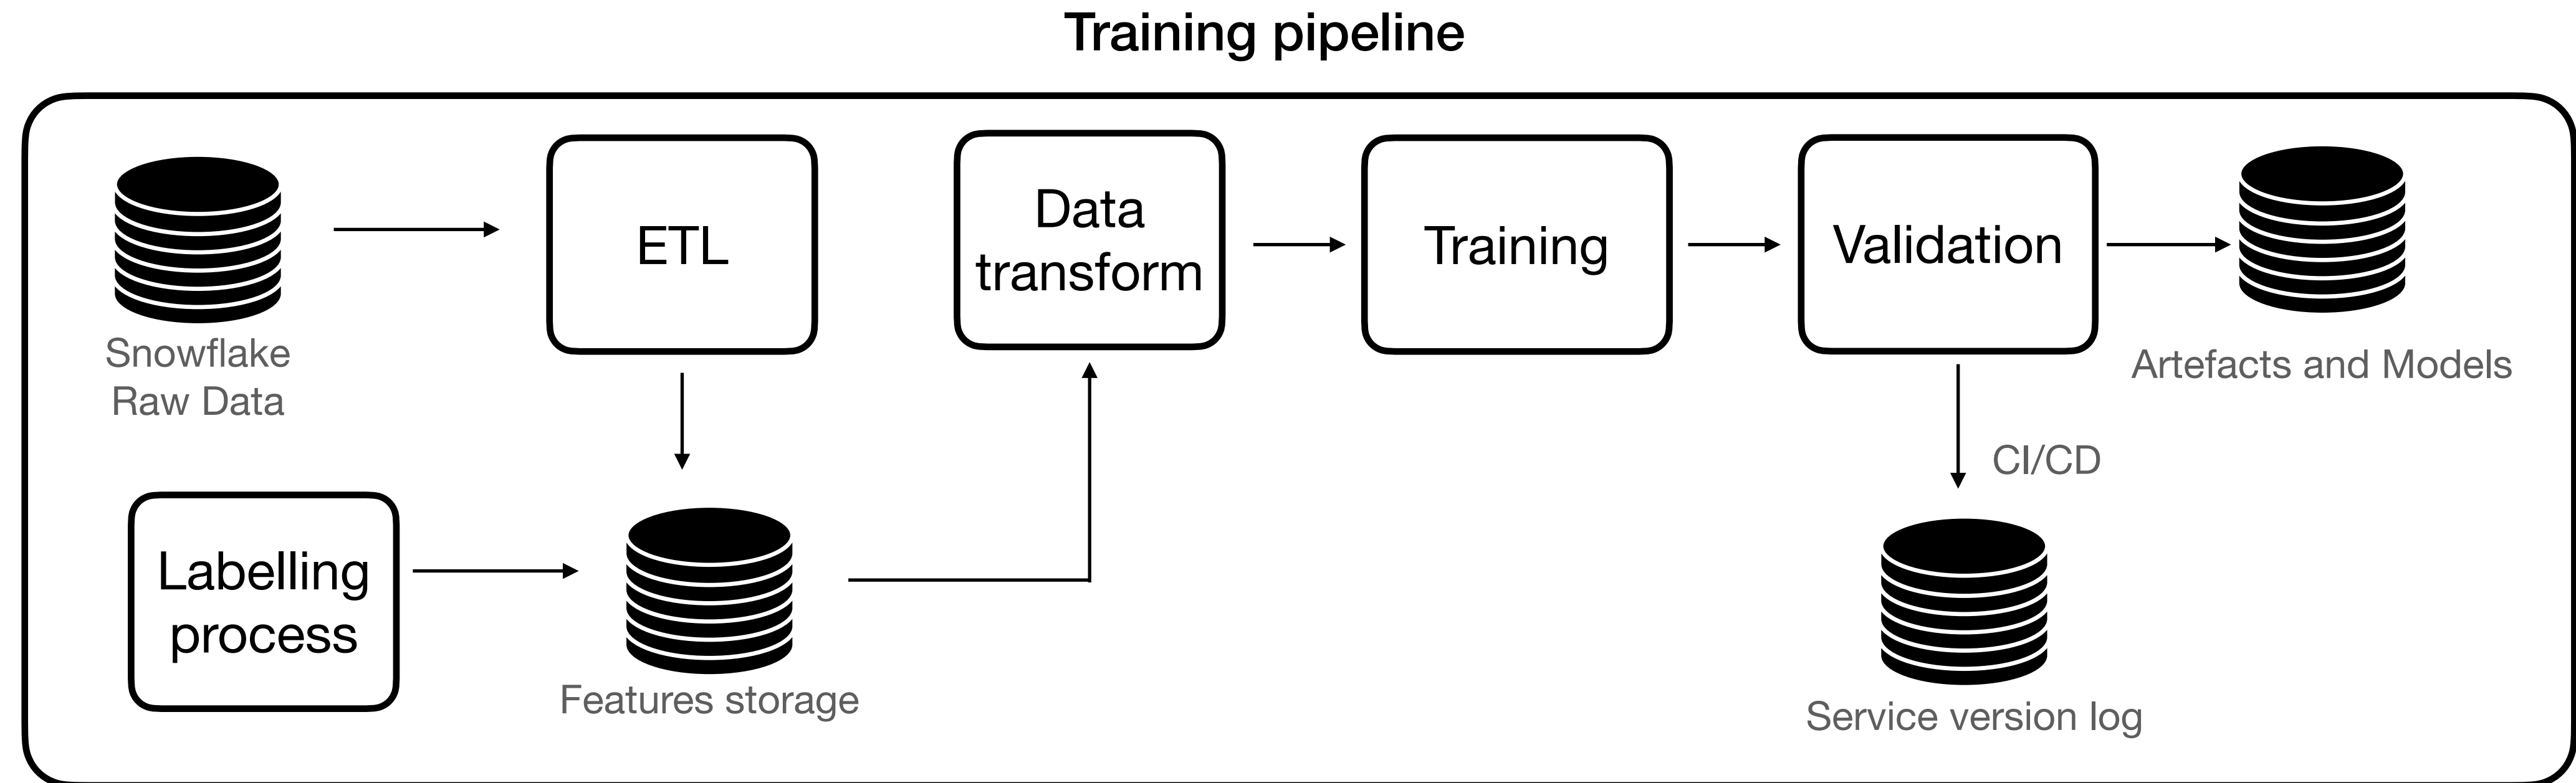 Training pipeline
Snowflake
Raw Data
ETL
Data
transform
Training
Validation
Artefacts and Models
CI/CD
Labelling
process
Features storage
Service version log